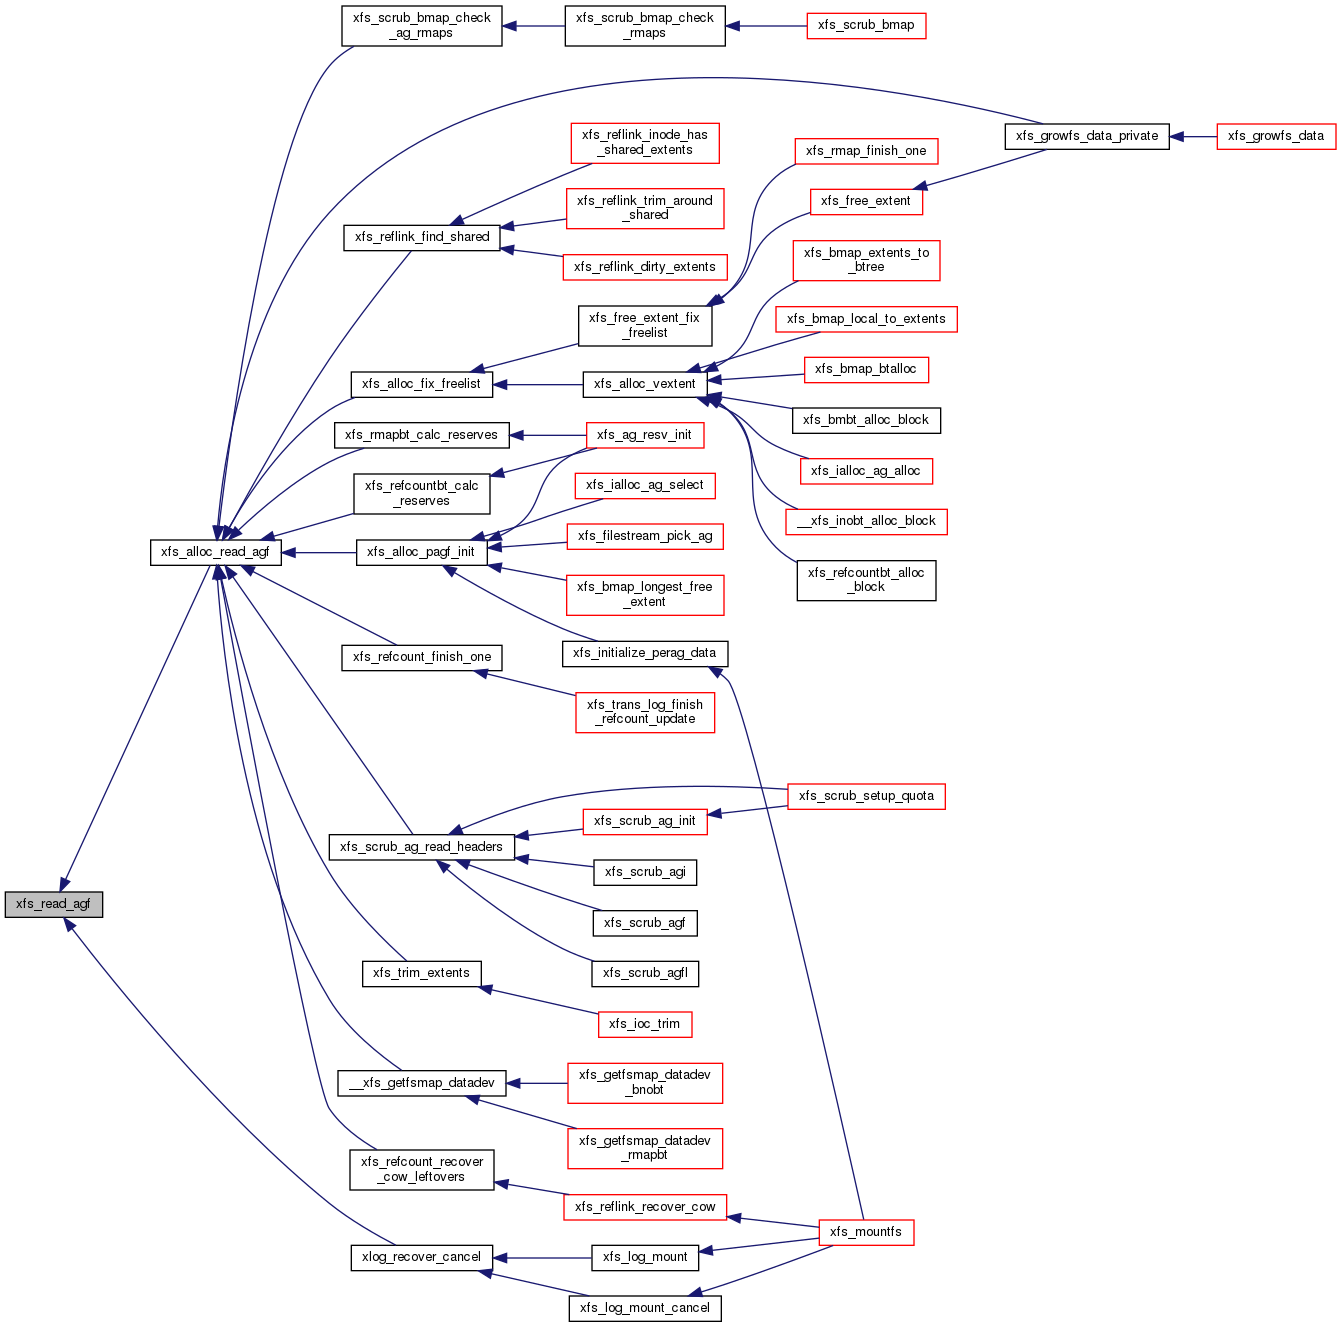 xfs_scrub_bmap_check
_ag_rmaps
xfs_scrub_bmap_check
_rmaps
xfs_scrub_bmap
xfs_growfs_data_private
xfs_growfs_data
xfs_reflink_inode_has
_shared_extents
xfs_rmap_finish_one
xfs_reflink_trim_around
_shared
xfs_free_extent
xfs_reflink_find_shared
xfs_reflink_dirty_extents
xfs_bmap_extents_to
_btree
xfs_free_extent_fix
_freelist
xfs_bmap_local_to_extents
xfs_alloc_fix_freelist
xfs_alloc_vextent
xfs_bmap_btalloc
xfs_bmbt_alloc_block
xfs_rmapbt_calc_reserves
xfs_ag_resv_init
xfs_ialloc_ag_alloc
xfs_refcountbt_calc
_reserves
xfs_ialloc_ag_select
__xfs_inobt_alloc_block
xfs_alloc_read_agf
xfs_alloc_pagf_init
xfs_filestream_pick_ag
xfs_bmap_longest_free
_extent
xfs_refcountbt_alloc
_block
xfs_refcount_finish_one
xfs_initialize_perag_data
xfs_trans_log_finish
_refcount_update
xfs_scrub_setup_quota
xfs_scrub_ag_init
xfs_scrub_ag_read_headers
xfs_scrub_agi
xfs_read_agf
xfs_scrub_agf
xfs_trim_extents
xfs_scrub_agfl
xfs_ioc_trim
__xfs_getfsmap_datadev
xfs_getfsmap_datadev
_bnobt
xfs_getfsmap_datadev
_rmapbt
xfs_refcount_recover
_cow_leftovers
xfs_reflink_recover_cow
xfs_mountfs
xlog_recover_cancel
xfs_log_mount
xfs_log_mount_cancel